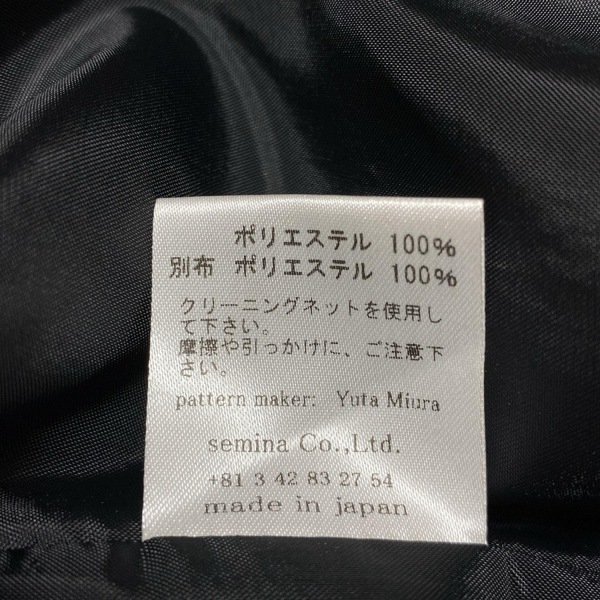 ポリエステル 100%
別布 ポリエステル 100%
クリーニングネットを使用し
て下さい。
摩擦や引っかけに、ご注意下
さい。
pattern maker: Yuta Miura
semina Co.,Ltd.
+81 3 42 83 27 54
made in japan